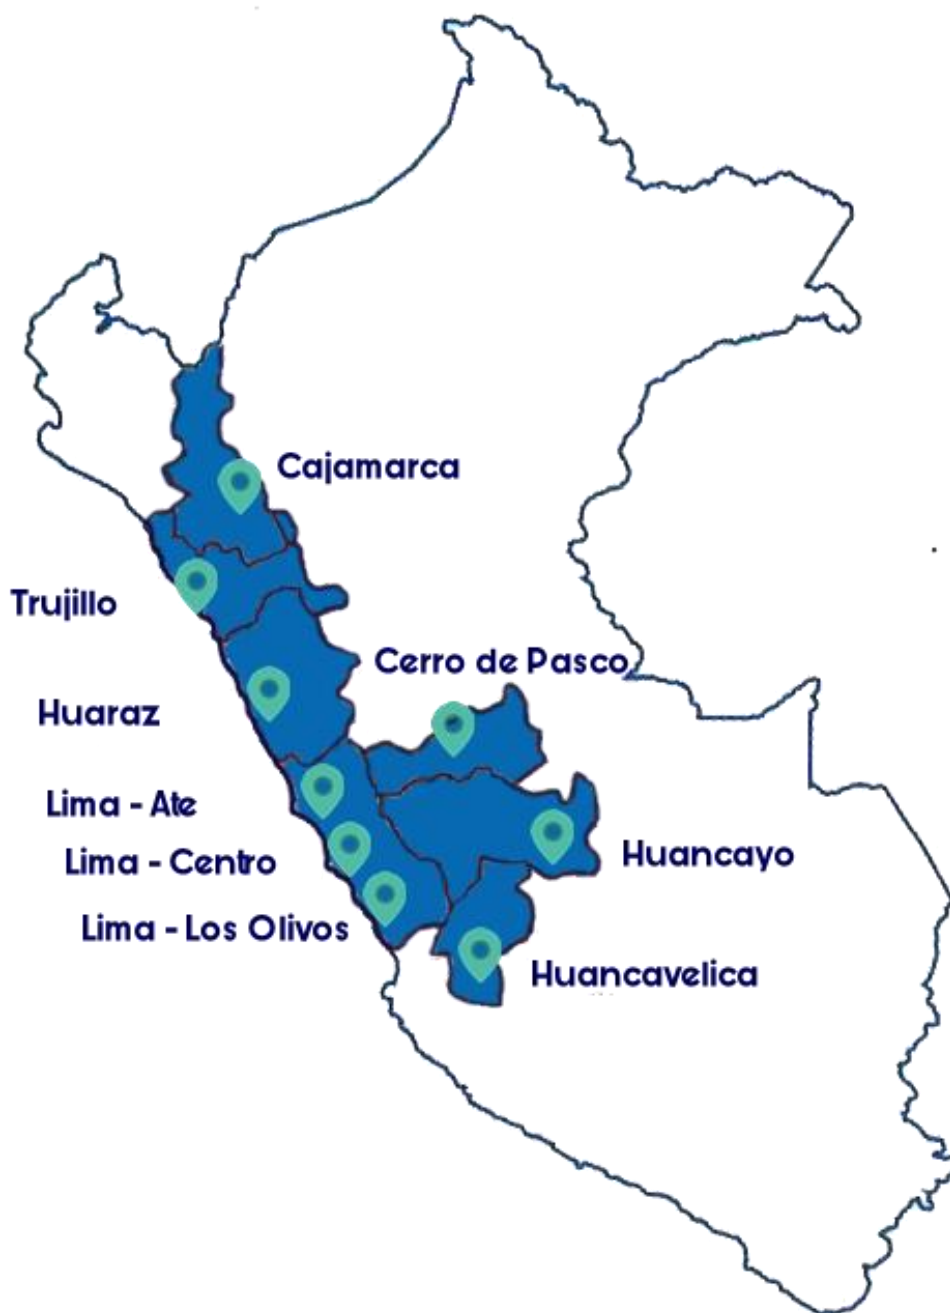 Cajamarca
Trujillo
Cerro de Pasco
Huaraz
Lima - Ate
Lima - Centro
Huancayo
Lima - Los Olivos
Huancavelica